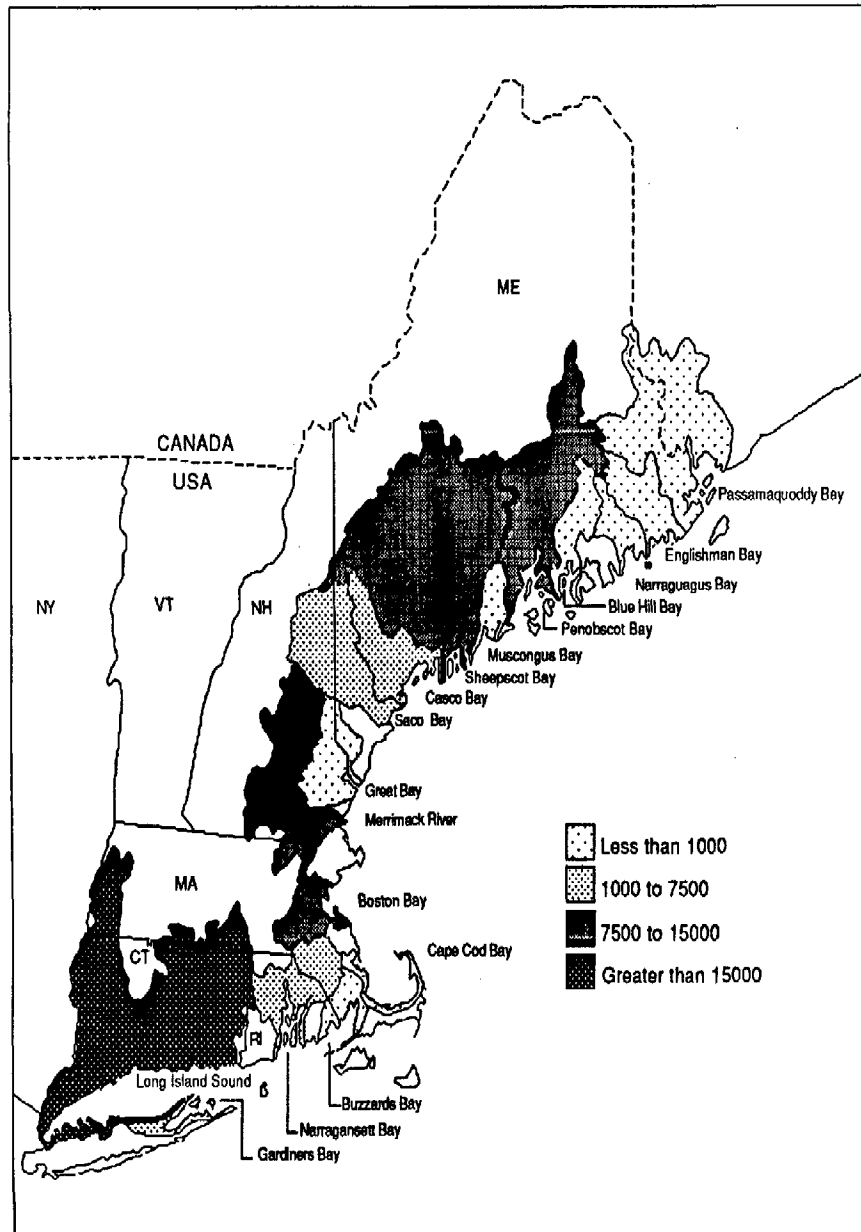 ME
CANADA
USA
Passamaquoddy Bay
Englishman Bay
NY
VT
NH
Narraguagus Bay
Blue Hill Bay
Penobscot Bay
Muscongus Bay
Sheepscot Bay
Casco Bay
Saco Bay
Great Bay
Merrimack River
Less than 1000
MA
1000 to 7500
Boston Bay
7500 to 15000
Cape Cod Bay
CT
Greater than 15000
RI
Long Island Sound
Buzzards Bay
Narragansett Bay
Gardiners Bay